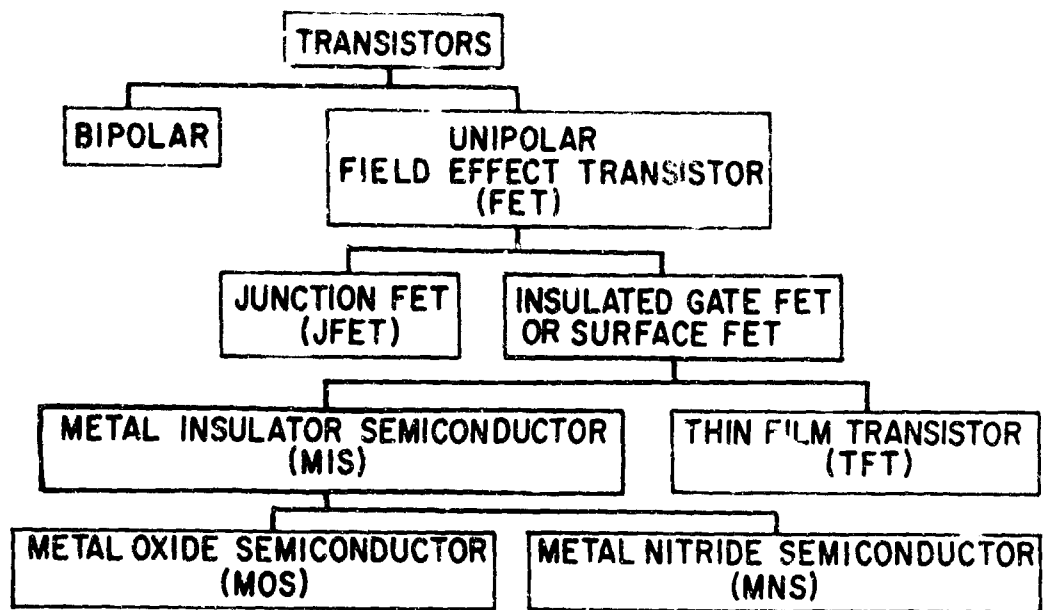 TRANSISTORS
BIPOLAR
UNIPOLAR
FIELD EFFECT TRANSISTOR
(FET)
JUNCTION FET
(JFET)
INSULATED GATE FET
OR SURFACE FET
METAL INSULATOR SEMICONDUCTOR
(MIS)
THIN FILM TRANSISTOR
(TFT)
METAL OXIDE SEMICONDUCTOR
(MOS)
METAL NITRIDE SEMICONDUCTOR
(MNS)